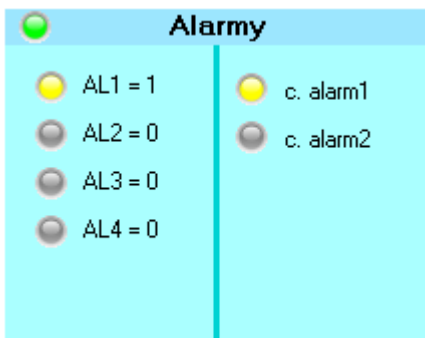 Alarmy
AL1 = 1
AL2 = 0
AL3 = 0
AL4 = 0
c. alarm1
c. alarm2